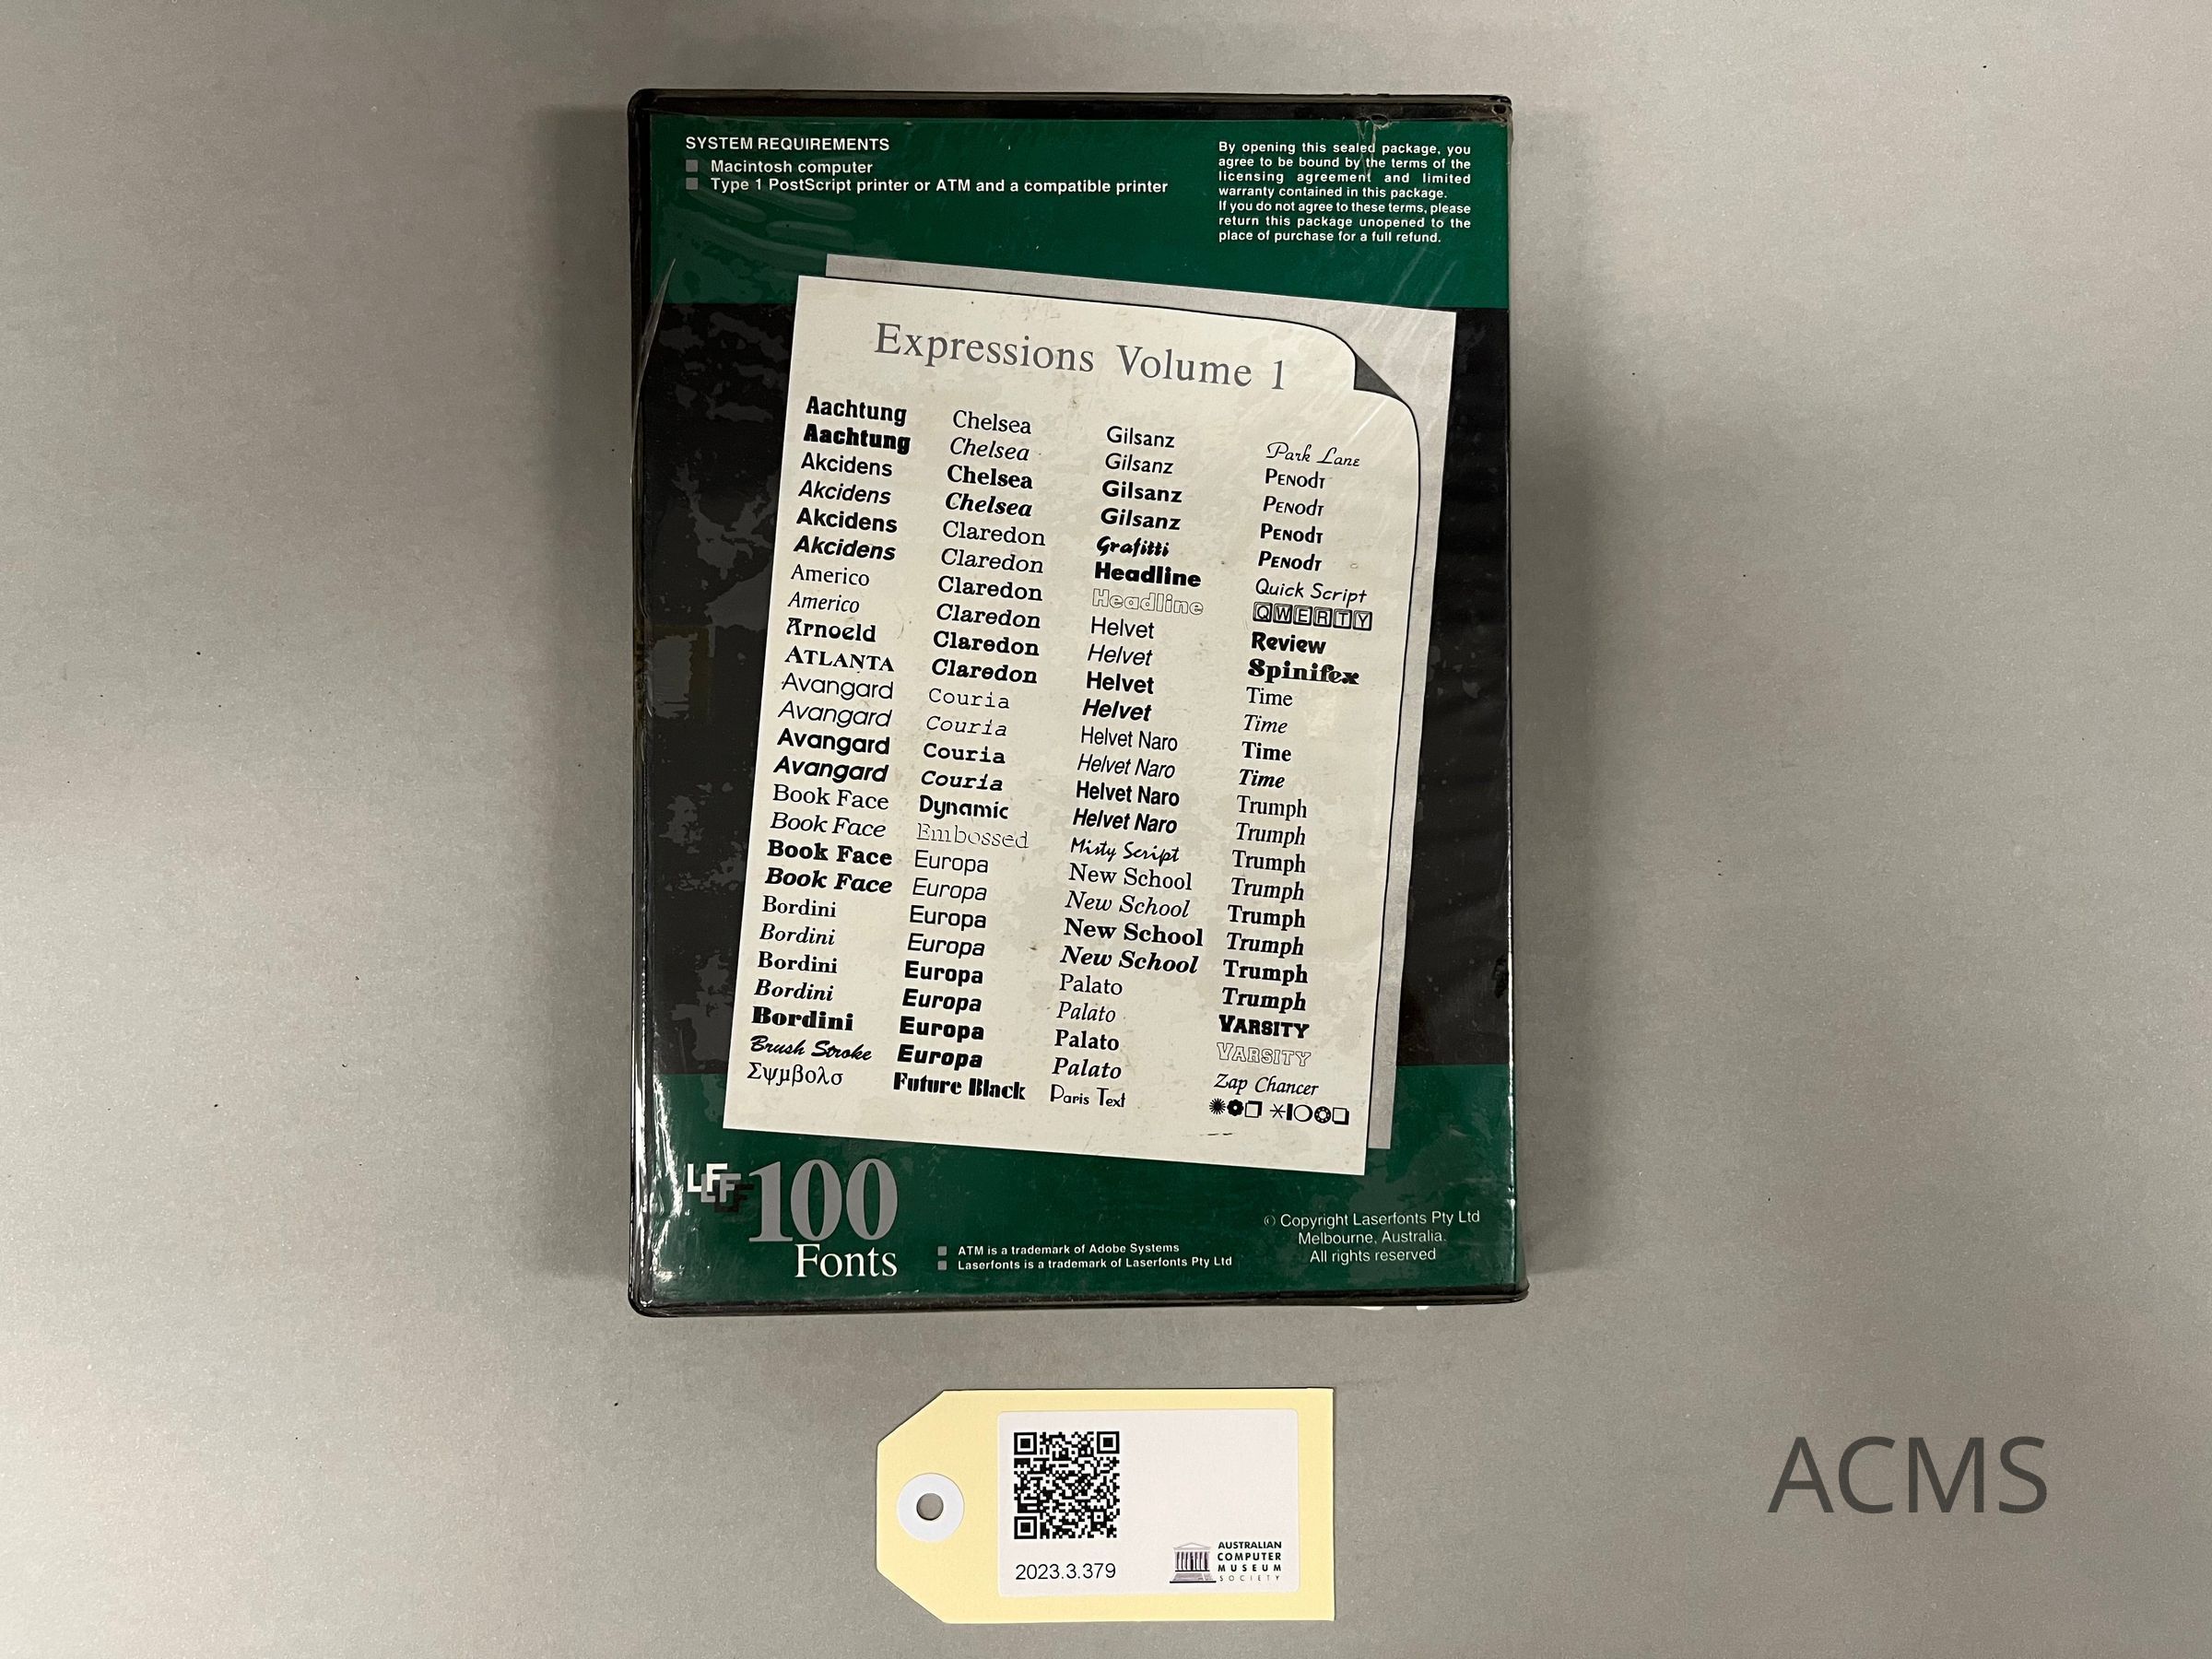 SYSTEM REQUIREMENTS
Macintosh computer
Type 1 PostScript printer or ATM and a compatible printer
By opening this sealed package, you
agree to be bound by the terms of the
licensing agreement and limited
warranty contained in this package.
If you do not agree to these terms, please
return this package unopened to the
place of purchase for a full refund.
Expressions Volume 1
Aachtung
Aachtung
Akcidens
Akcidens
Akcidens
Akcidens
Americo
Americo
Arnoeld
ATLANTA
Avangard
Avangard
Avangard
Avangard
Book Face
Book Face
Book Face
Book Face
Bordini
Bordini
Bordini
Bordini
Bordini
Brush Stroke
Σψμβολσ
Chelsea
Chelsea
Chelsea
Chelsea
Claredon
Claredon
Claredon
Claredon
Claredon
Claredon
Couria
Couria
Couria
Couria
Dynamic
Embossed
Europa
Europa
Europa
Europa
Europa
Europa
Europa
Europa
Future Black
Gilsanz
Gilsanz
Gilsanz
Gilsanz
Grafitti
Headline
Headline
Helvet
Helvet
Helvet
Helvet
Helvet Naro
Helvet Naro
Helvet Naro
Helvet Naro
Misty Script
New School
New School
New School
New School
Palato
Palato
Palato
Palato
Paris Text
Park Lane
Penodt
Penodt
Penodt
Penodt
Quick Script
QWERTY
Review
Spinifex
Time
Time
Time
Time
Trumph
Trumph
Trumph
Trumph
Trumph
Trumph
Trumph
Trumph
VARSITY
VARSITY
Zap Chancer
LFF 100
Fonts
ATM is a trademark of Adobe Systems
Laserfonts is a trademark of Laserfonts Pty Ltd
© Copyright Laserfonts Pty Ltd
Melbourne, Australia.
All rights reserved
2023.3.379
AUSTRALIAN
COMPUTER
MUSEUM
SOCIETY
ACMS